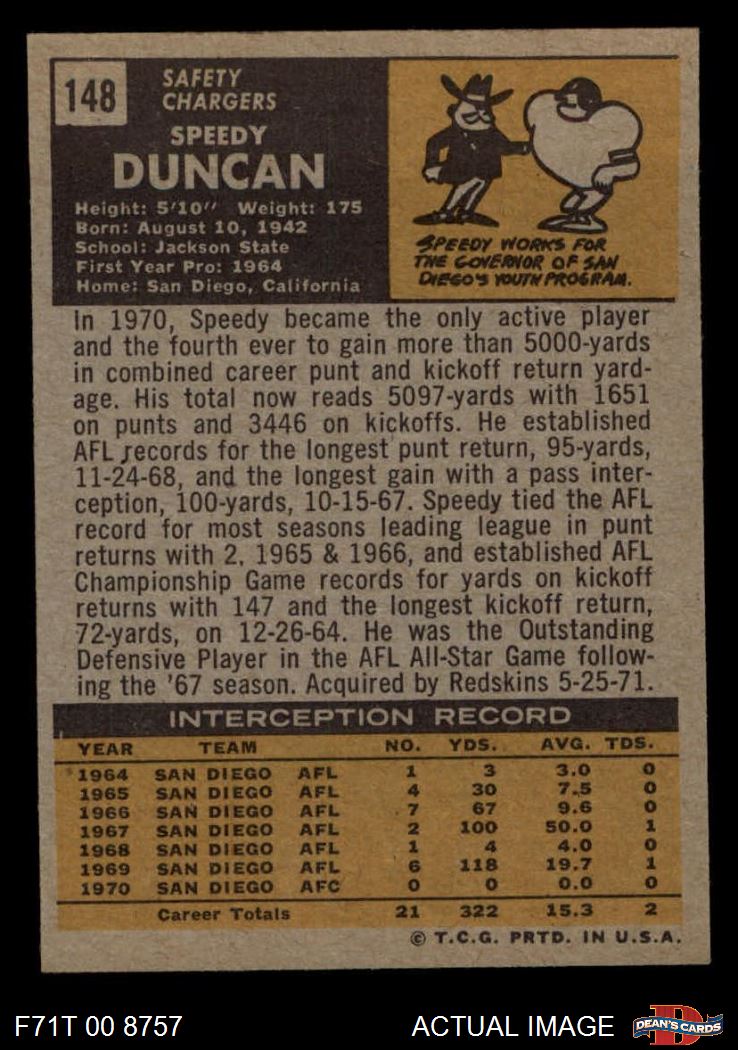 148
SAFETY
CHARGERS
SPEEDY
DUNCAN
Height: 5'10" Weight: 175
Born: August 10, 1942
School: Jackson State
First Year Pro: 1964
Home: San Diego, California
SPEEDY WORKS FOR
THE GOVERNOR OF SAN
DIEGO'S YOUTH PROGRAM.
In 1970, Speedy became the only active player
and the fourth ever to gain more than 5000-yards
in combined career punt and kickoff return yard-
age. His total now reads 5097-yards with 1651
on punts and 3446 on kickoffs. He established
AFL records for the longest punt return, 95-yards,
11-24-68, and the longest gain with a pass inter-
ception, 100-yards, 10-15-67. Speedy tied the AFL
record for most seasons leading league in punt
returns with 2, 1965 & 1966, and established AFL
Championship Game records for yards on kickoff
returns with 147 and the longest kickoff return,
72-yards, on 12-26-64. He was the Outstanding
Defensive Player in the AFL All-Star Game follow-
ing the '67 season. Acquired by Redskins 5-25-71.
INTERCEPTION RECORD
YEAR TEAM NO. YDS. AVG. TDS.
1964 SAN DIEGO AFL 1 3 3.0 0
1965 SAN DIEGO AFL 4 30 7.5 0
1966 SAN DIEGO AFL 7 67 9.6 0
1967 SAN DIEGO AFL 2 100 50.0 1
1968 SAN DIEGO AFL 1 4 4.0 0
1969 SAN DIEGO AFL 6 118 19.7 1
1970 SAN DIEGO AFC 0 0 0.0 0
Career Totals 21 322 15.3 2
© T.C.G. PRTD. IN U.S.A.
F71T 00 8757
ACTUAL IMAGE
DEAN'S CARDS